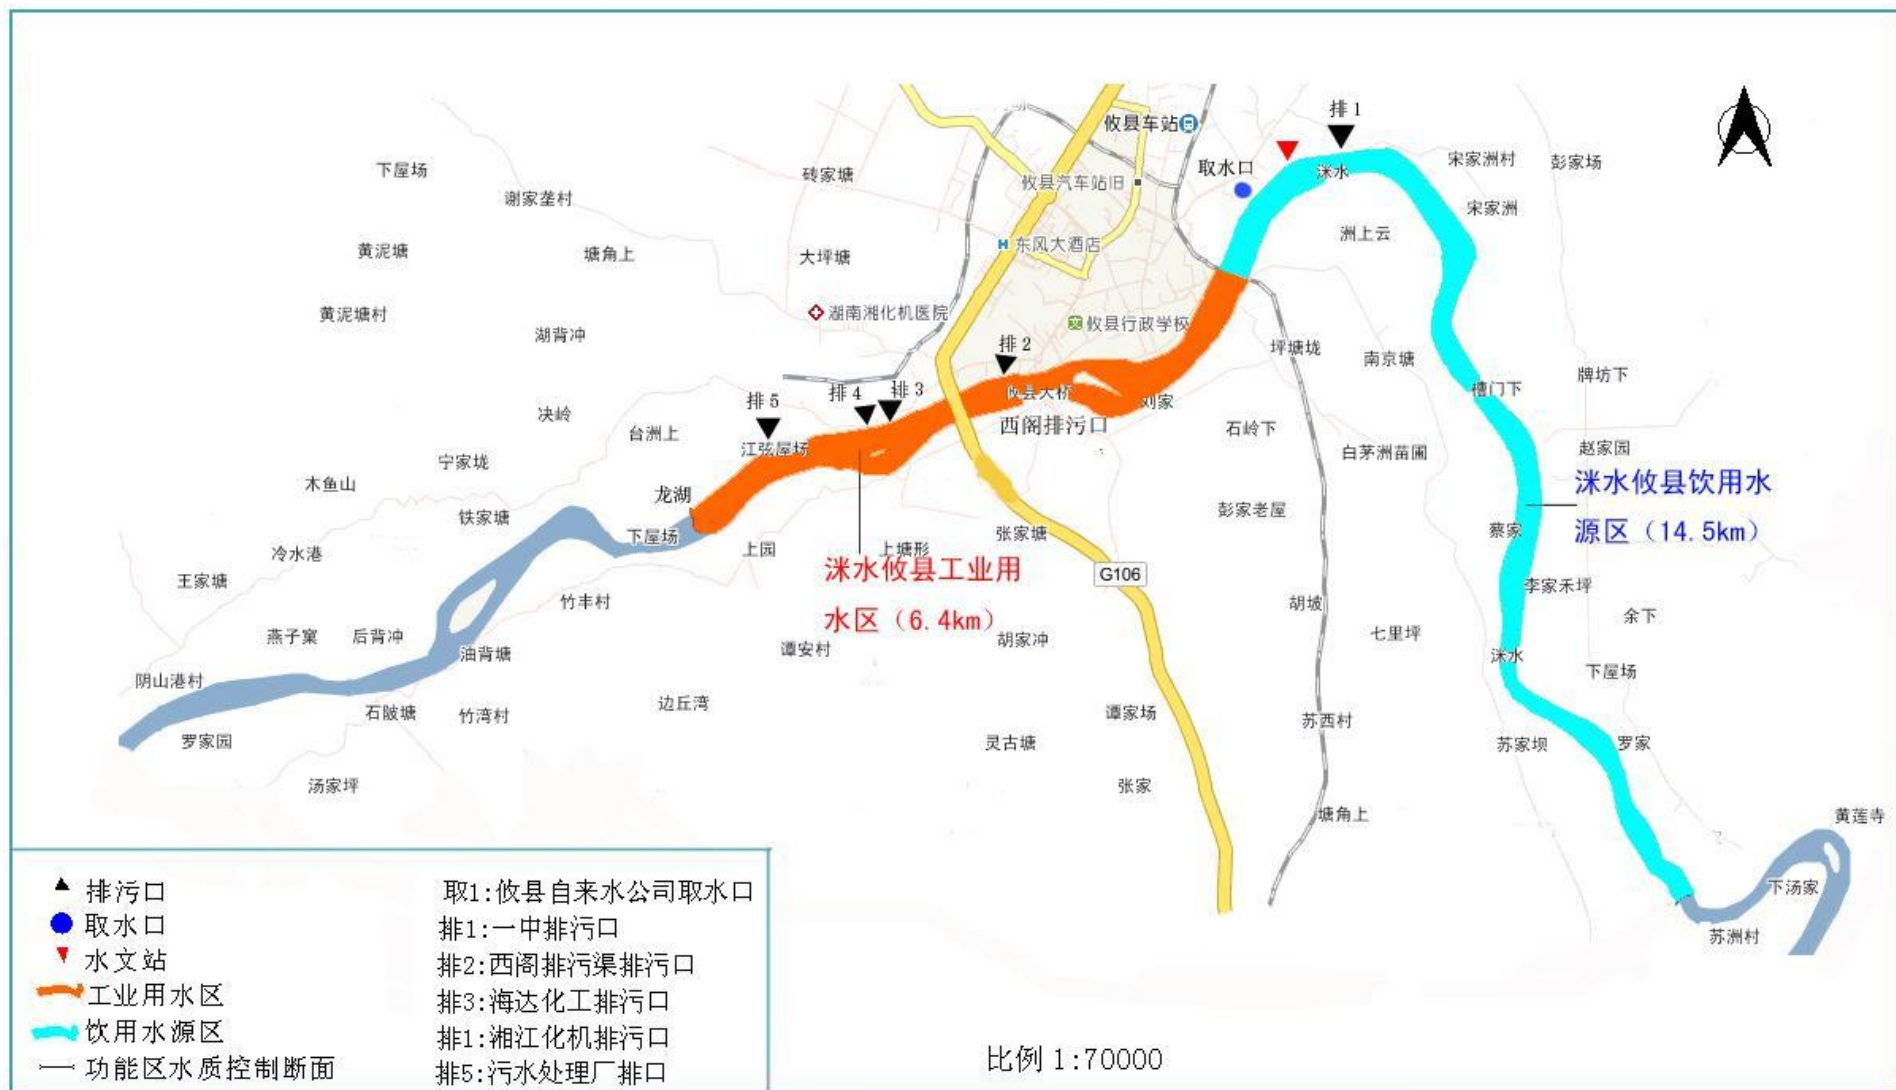 排1
攸县车站
取水口
洣水
宋家洲村
彭家场
下屋场
砖家塘
攸县汽车站旧
谢家垄村
宋家洲
洲上云
黄泥塘
塘角上
大坪塘
H 东风大酒店
黄泥塘村
湖南湘化机医院
文 攸县行政学校
湖背冲
排2
坪塘垅
南京塘
牌坊下
排5
排4
排3
攸县大桥
刘家
槽门下
决岭
台洲上
江弦屋场
西阁排污口
石岭下
白茅洲苗圃
赵家园
宁家垅
木鱼山
龙湖
洣水攸县饮用水
源区（14.5km）
铁家塘
下屋场
上园
上塘形
张家塘
彭家老屋
蔡家
冷水港
王家塘
洣水攸县工业用
水区（6.4km）
G106
李家禾坪
竹丰村
胡坡
余下
燕子窠
后背冲
油背塘
谭安村
胡家冲
七里坪
洣水
下屋场
阴山港村
石陂塘
竹湾村
边丘湾
谭家场
苏西村
罗家园
灵古塘
苏家坝
罗家
汤家坪
张家
塘角上
黄莲寺
下汤家
苏洲村
排污口
取水口
水文站
工业用水区
饮用水源区
功能区水质控制断面
取1:攸县自来水公司取水口
排1:一中排污口
排2:西阁排污渠排污口
排3:海达化工排污口
排1:湘江化机排污口
排5:污水处理厂排口
比例 1:70000